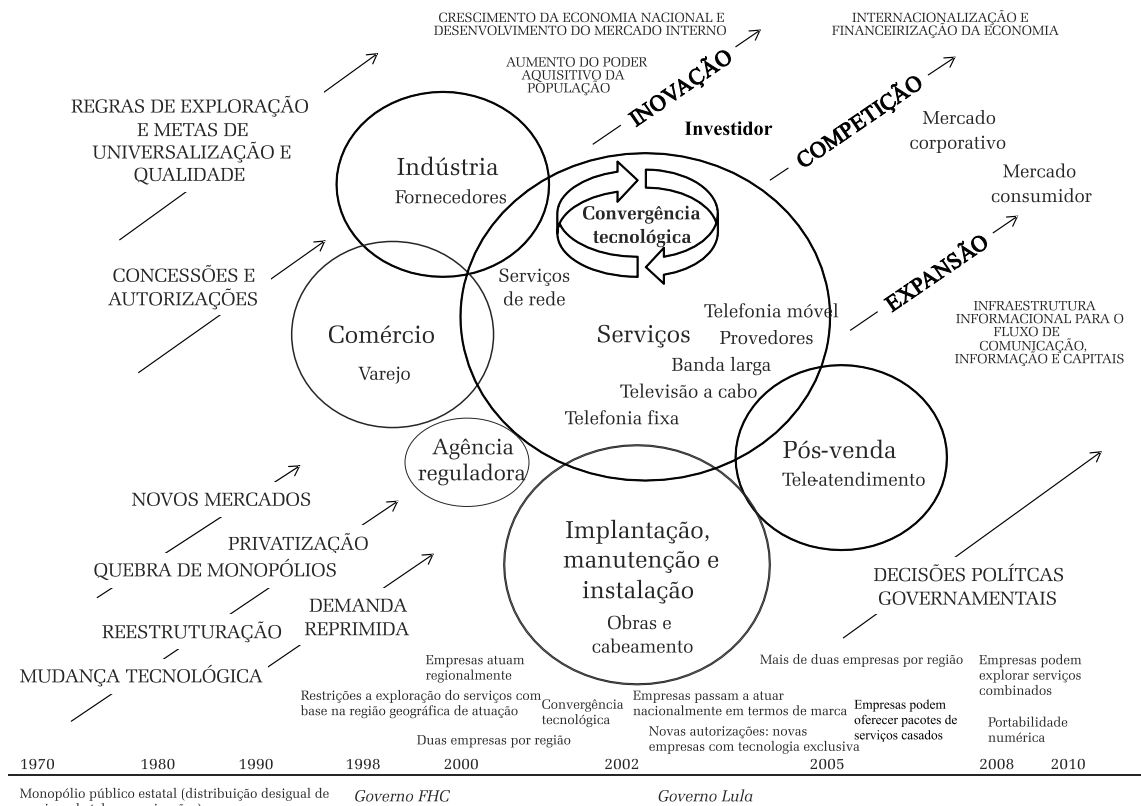 CRESCIMENTO DA ECONOMIA NACIONAL E
DESENVOLVIMENTO DO MERCADO INTERNO
INTERNACIONALIZAÇÃO E
FINANCEIRIZAÇÃO DA ECONOMIA
AUMENTO DO PODER
AQUISITIVO DA
POPULAÇÃO
INOVAÇÃO
COMPETIÇÃO
Investidor
Mercado
corporativo
Mercado
consumidor
EXPANSÃO
REGRAS DE EXPLORAÇÃO
E METAS DE
UNIVERSALIZAÇÃO E
QUALIDADE
Indústria
Fornecedores
Convergência
tecnológica
CONCESSÕES E
AUTORIZAÇÕES
Serviços
de rede
Comércio
Varejo
Serviços
Telefonia móvel
Provedores
Banda larga
Televisão a cabo
Telefonia fixa
INFRAESTRUTURA
INFORMACIONAL PARA O
FLUXO DE
COMUNICAÇÃO,
INFORMAÇÃO E CAPITAIS
Agência
reguladora
Pós-venda
Tele-atendimento
NOVOS MERCADOS
PRIVATIZAÇÃO
QUEBRA DE MONOPÓLIOS
REESTRUTURAÇÃO
DEMANDA
REPRIMIDA
MUDANÇA TECNOLÓGICA
Implantação,
manutenção e
instalação
Obras e
cabeamento
DECISÕES POLÍTCAS
GOVERNAMENTAIS
Empresas atuam
regionalmente
Restrições a exploração do serviços com
base na região geográfica de atuação
Duas empresas por região
Convergência
tecnológica
Empresas passam a atuar
nacionalmente em termos de marca
Novas autorizações: novas
empresas com tecnologia exclusiva
Mais de duas empresas por região
Empresas podem
oferecer pacotes de
serviços casados
Empresas podem
explorar serviços
combinados
Portabilidade
numérica
1970 1980 1990 1998 2000 2002 2005 2008 2010
Monopólio público estatal (distribuição desigual de
Governo FHC
Governo Lula